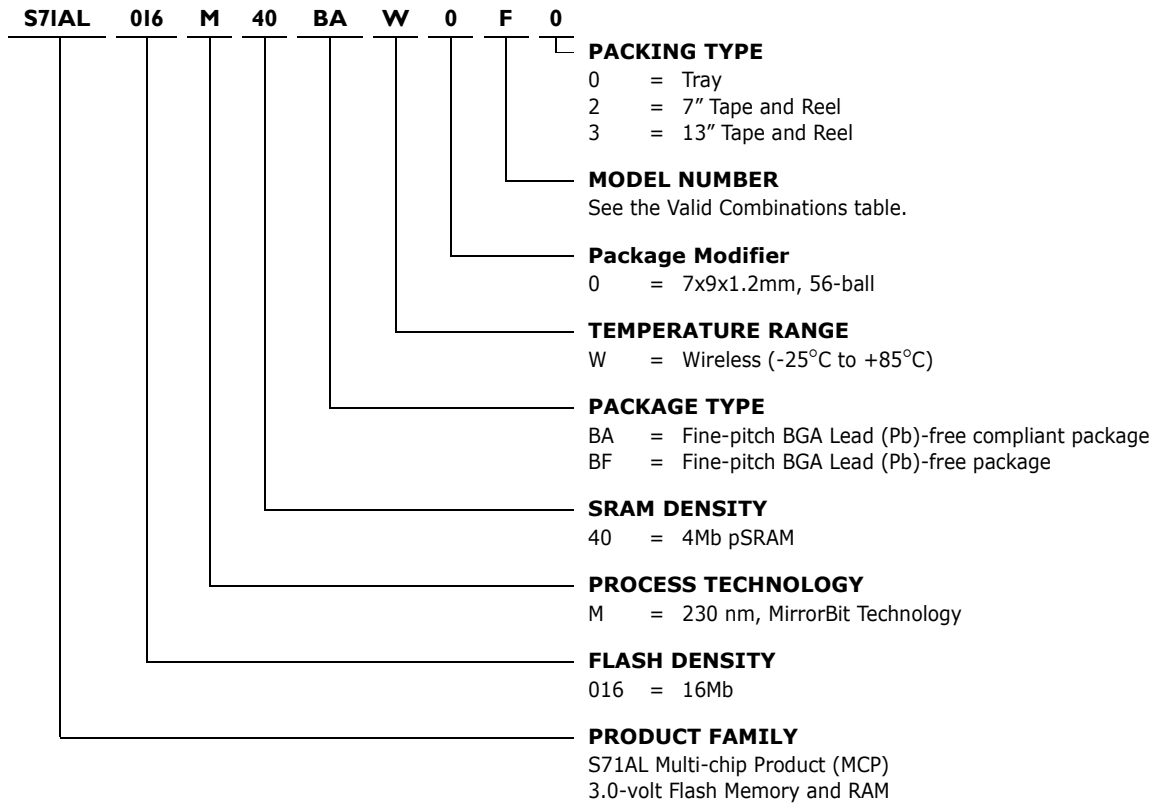 S71AL 016 M 40 BA W 0 F 0
PACKING TYPE
0 = Tray
2 = 7” Tape and Reel
3 = 13” Tape and Reel
MODEL NUMBER
See the Valid Combinations table.
Package Modifier
0 = 7x9x1.2mm, 56-ball
TEMPERATURE RANGE
W = Wireless (-25°C to +85°C)
PACKAGE TYPE
BA = Fine-pitch BGA Lead (Pb)-free compliant package
BF = Fine-pitch BGA Lead (Pb)-free package
SRAM DENSITY
40 = 4Mb pSRAM
PROCESS TECHNOLOGY
M = 230 nm, MirrorBit Technology
FLASH DENSITY
016 = 16Mb
PRODUCT FAMILY
S71AL Multi-chip Product (MCP)
3.0-volt Flash Memory and RAM